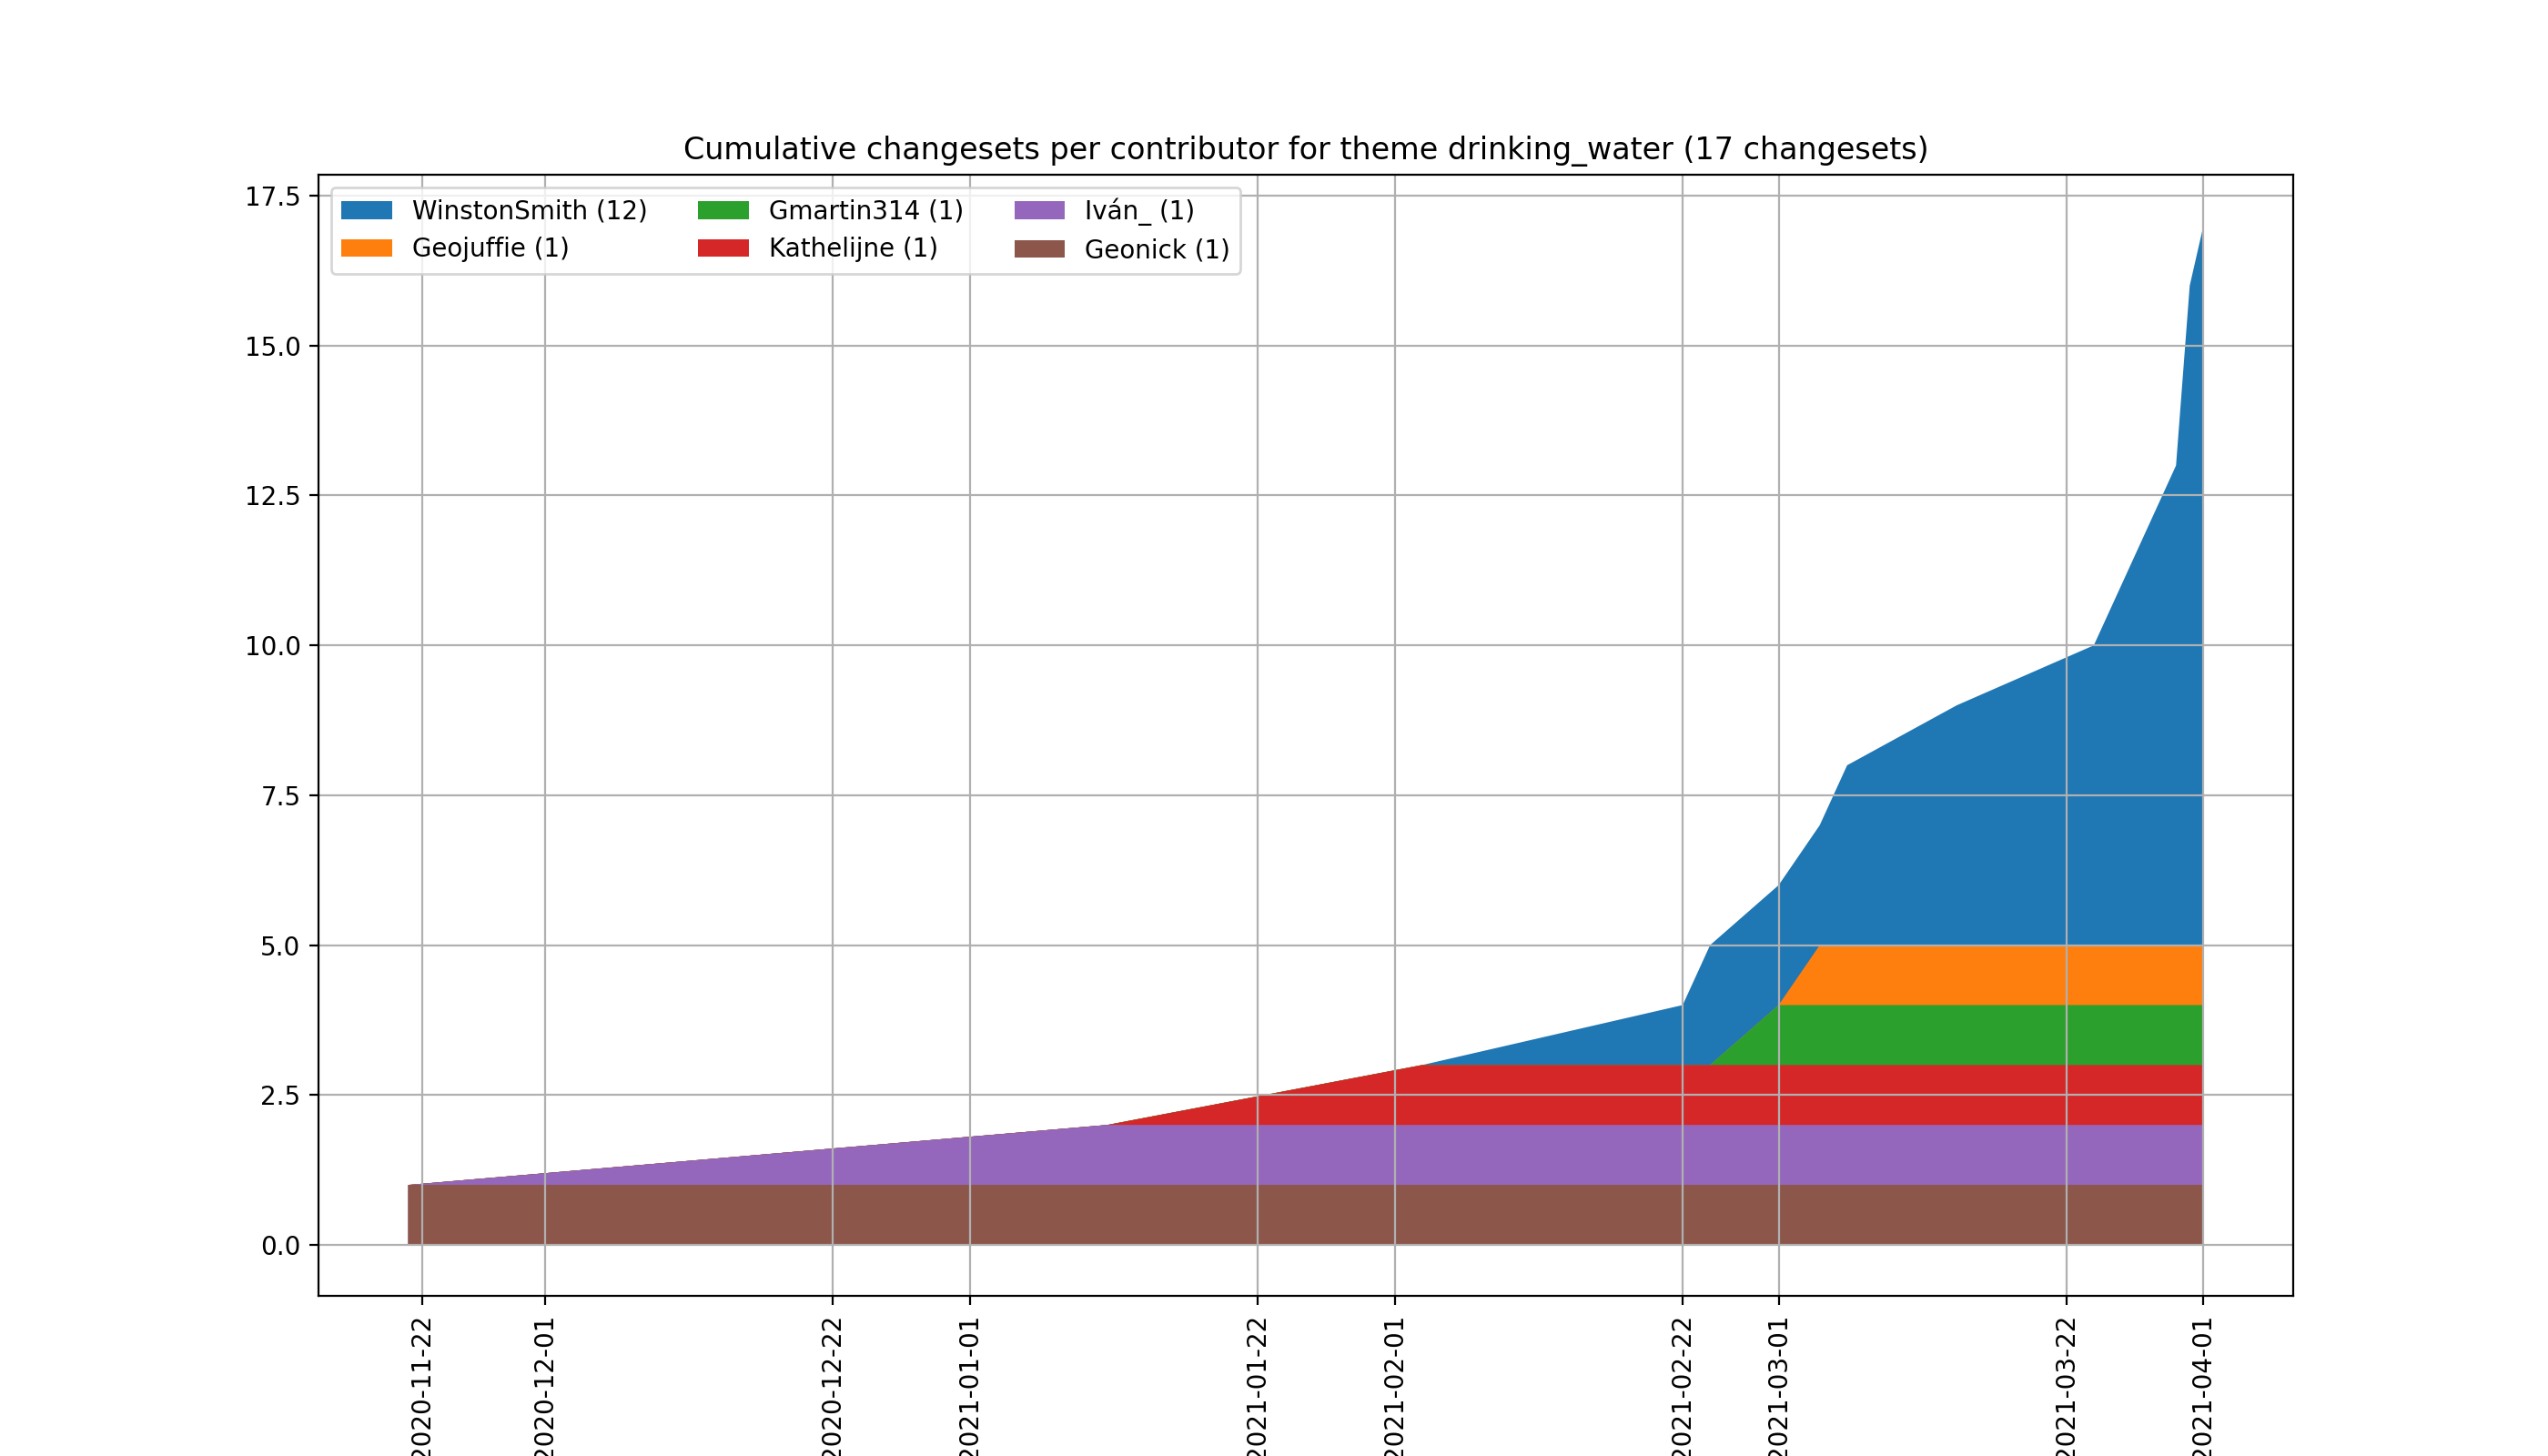 Cumulative changesets per contributor for theme drinking_water (17 changesets)
WinstonSmith (12)
Geojuffie (1)
Gmartin314 (1)
Kathelijne (1)
Iván_ (1)
Geonick (1)
17.5
15.0
12.5
10.0
7.5
5.0
2.5
0.0
2020-11-22
2020-12-01
2020-12-22
2021-01-01
2021-01-22
2021-02-01
2021-02-22
2021-03-01
2021-03-22
2021-04-01